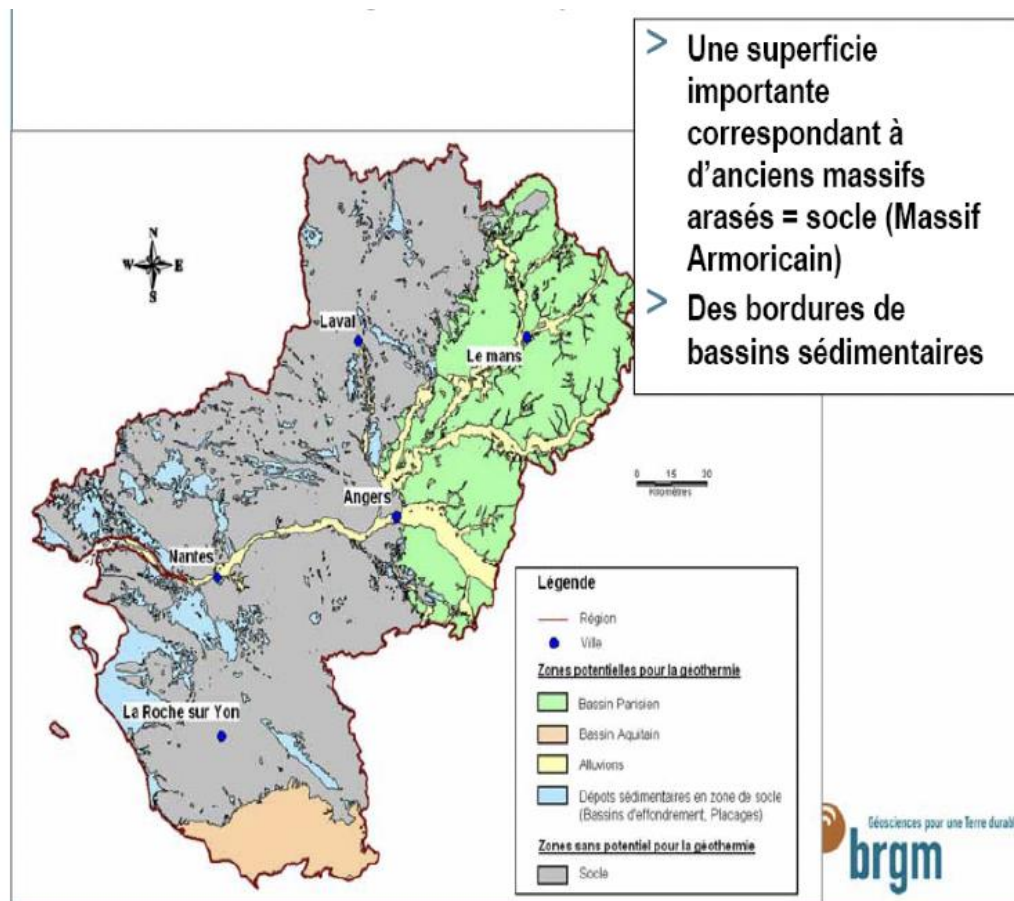 > Une superficie
importante
correspondant à
d'anciens massifs
arasés = socle (Massif
Armoricain)
> Des bordures de
bassins sédimentaires
N
W E
S
Laval
Le mans
Angers
Nantes
La Roche sur Yon
0 15 30
Kilomètres
Légende
Région
Ville
Zones potentielles pour la géothermie
Bassin Parisien
Bassin Aquitain
Alluvions
Dépots sédimentaires en zone de socle
(Bassins d'effondrement, Placages)
Zones sans potentiel pour la géothermie
Socle
Géosciences pour une Terre durable
brgm